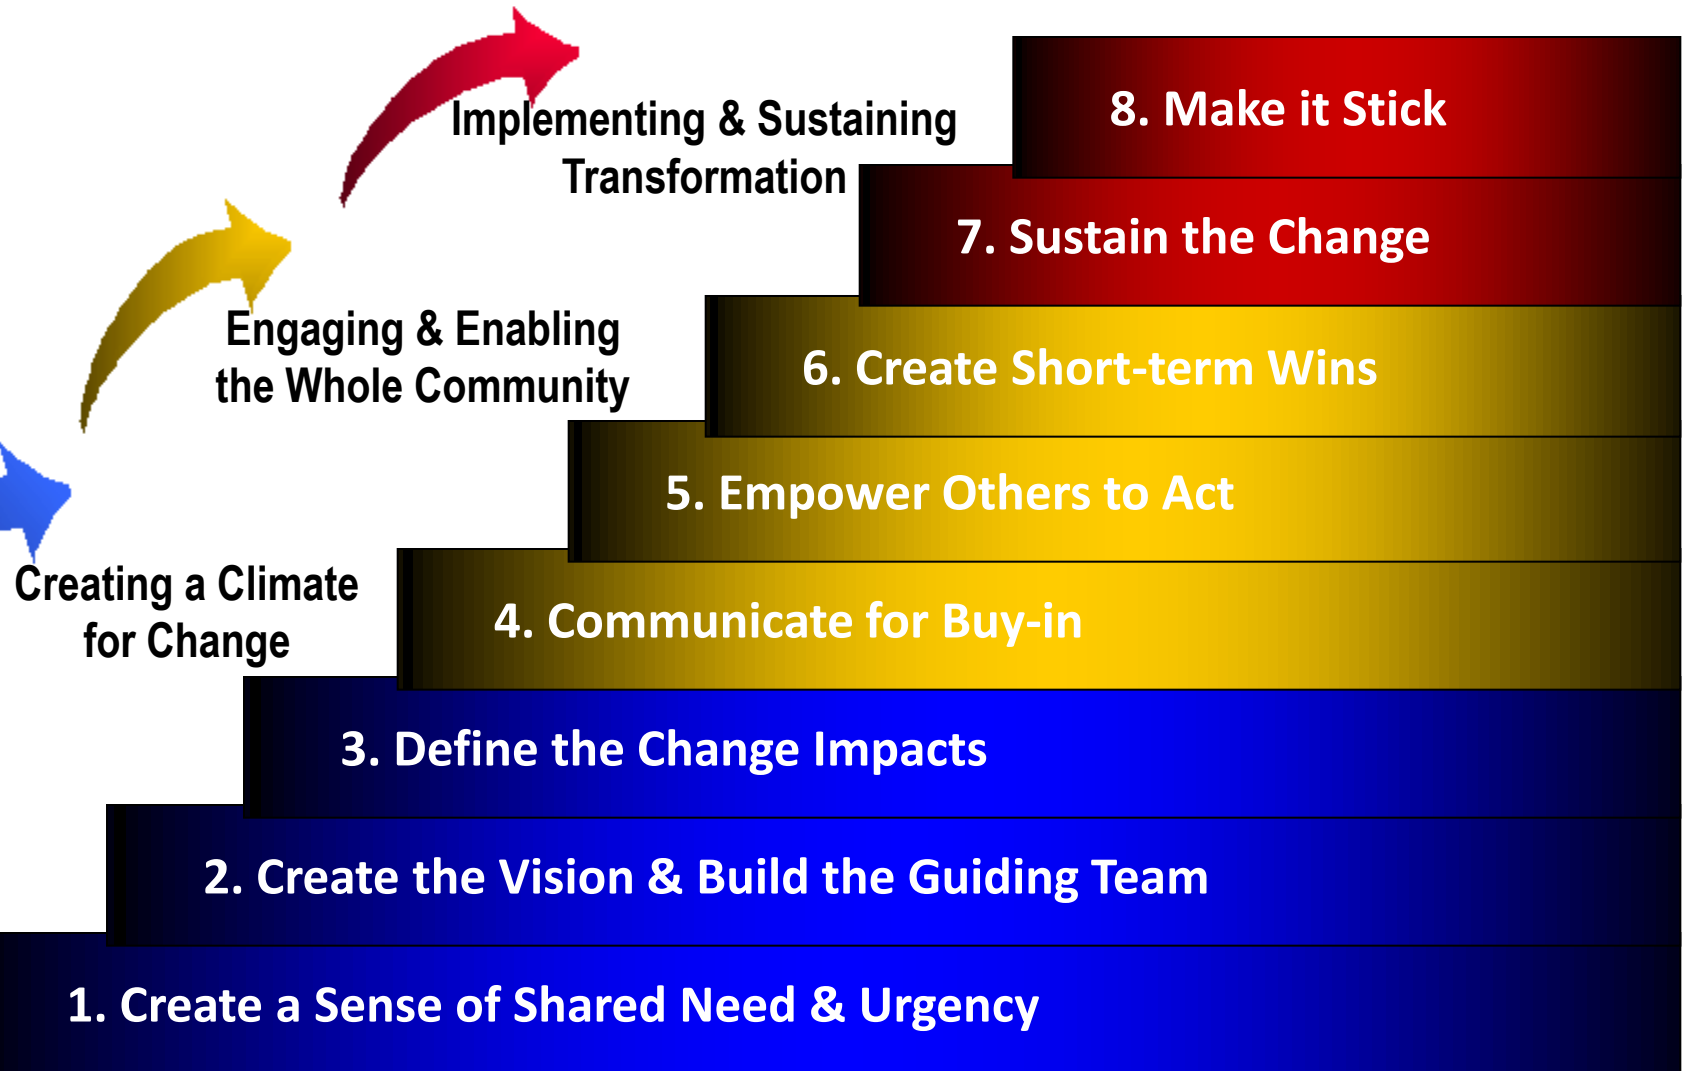 8. Make it Stick
Implementing & Sustaining
Transformation
7. Sustain the Change
6. Create Short-term Wins
Engaging & Enabling
the Whole Community
5. Empower Others to Act
4. Communicate for Buy-in
Creating a Climate
for Change
3. Define the Change Impacts
2. Create the Vision & Build the Guiding Team
1. Create a Sense of Shared Need & Urgency